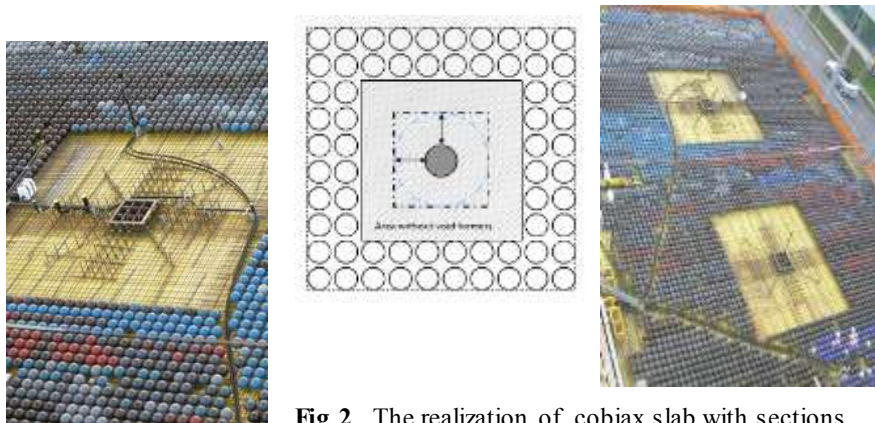 Area without void formers
Fig 2 The realization of cobiax slab with sections